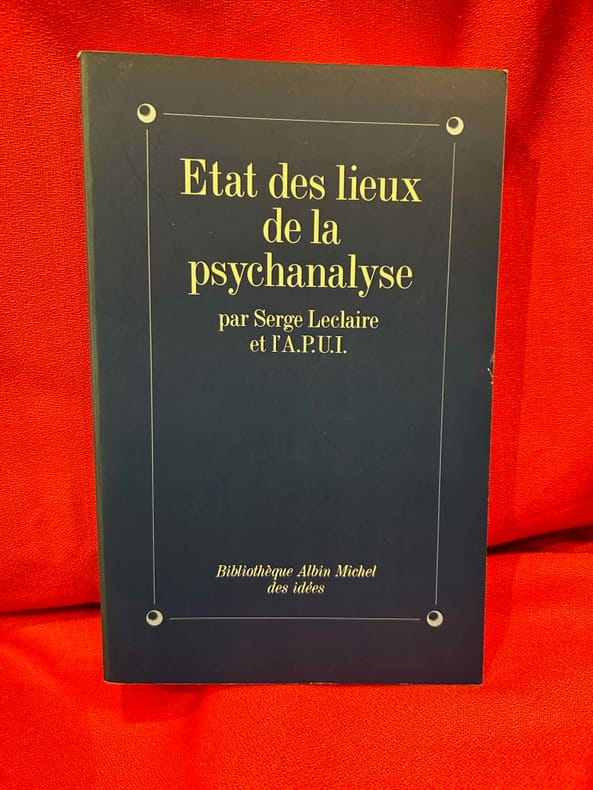 Etat des lieux
de la
psychanalyse
par Serge Leclaire
et l'A.P.U.I.
Bibliothèque Albin Michel
des idées